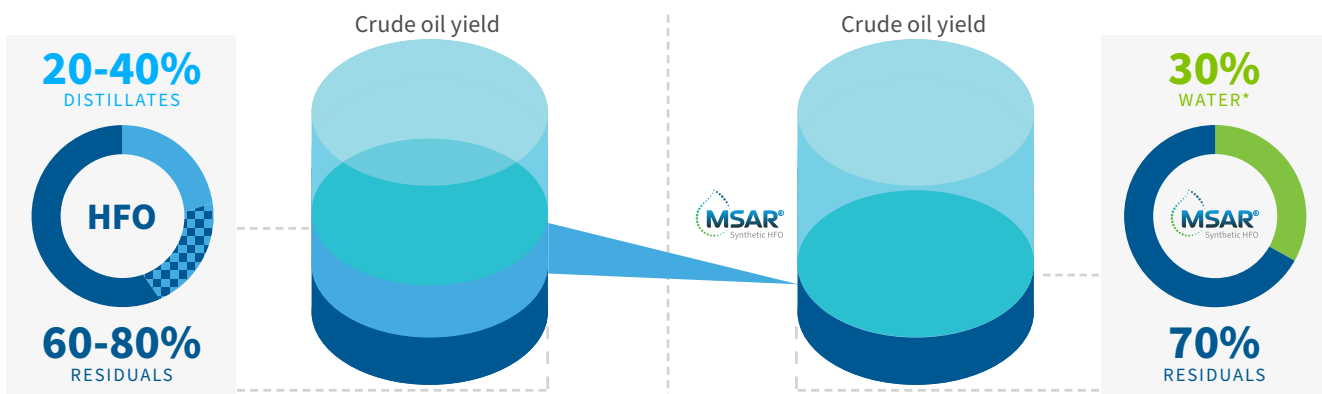 Crude oil yield
20-40%
DISTILLATES
HFO
60-80%
RESIDUALS
MSAR®
Synthetic HFO
Crude oil yield
30%
WATER*
MSAR®
Synthetic HFO
70%
RESIDUALS